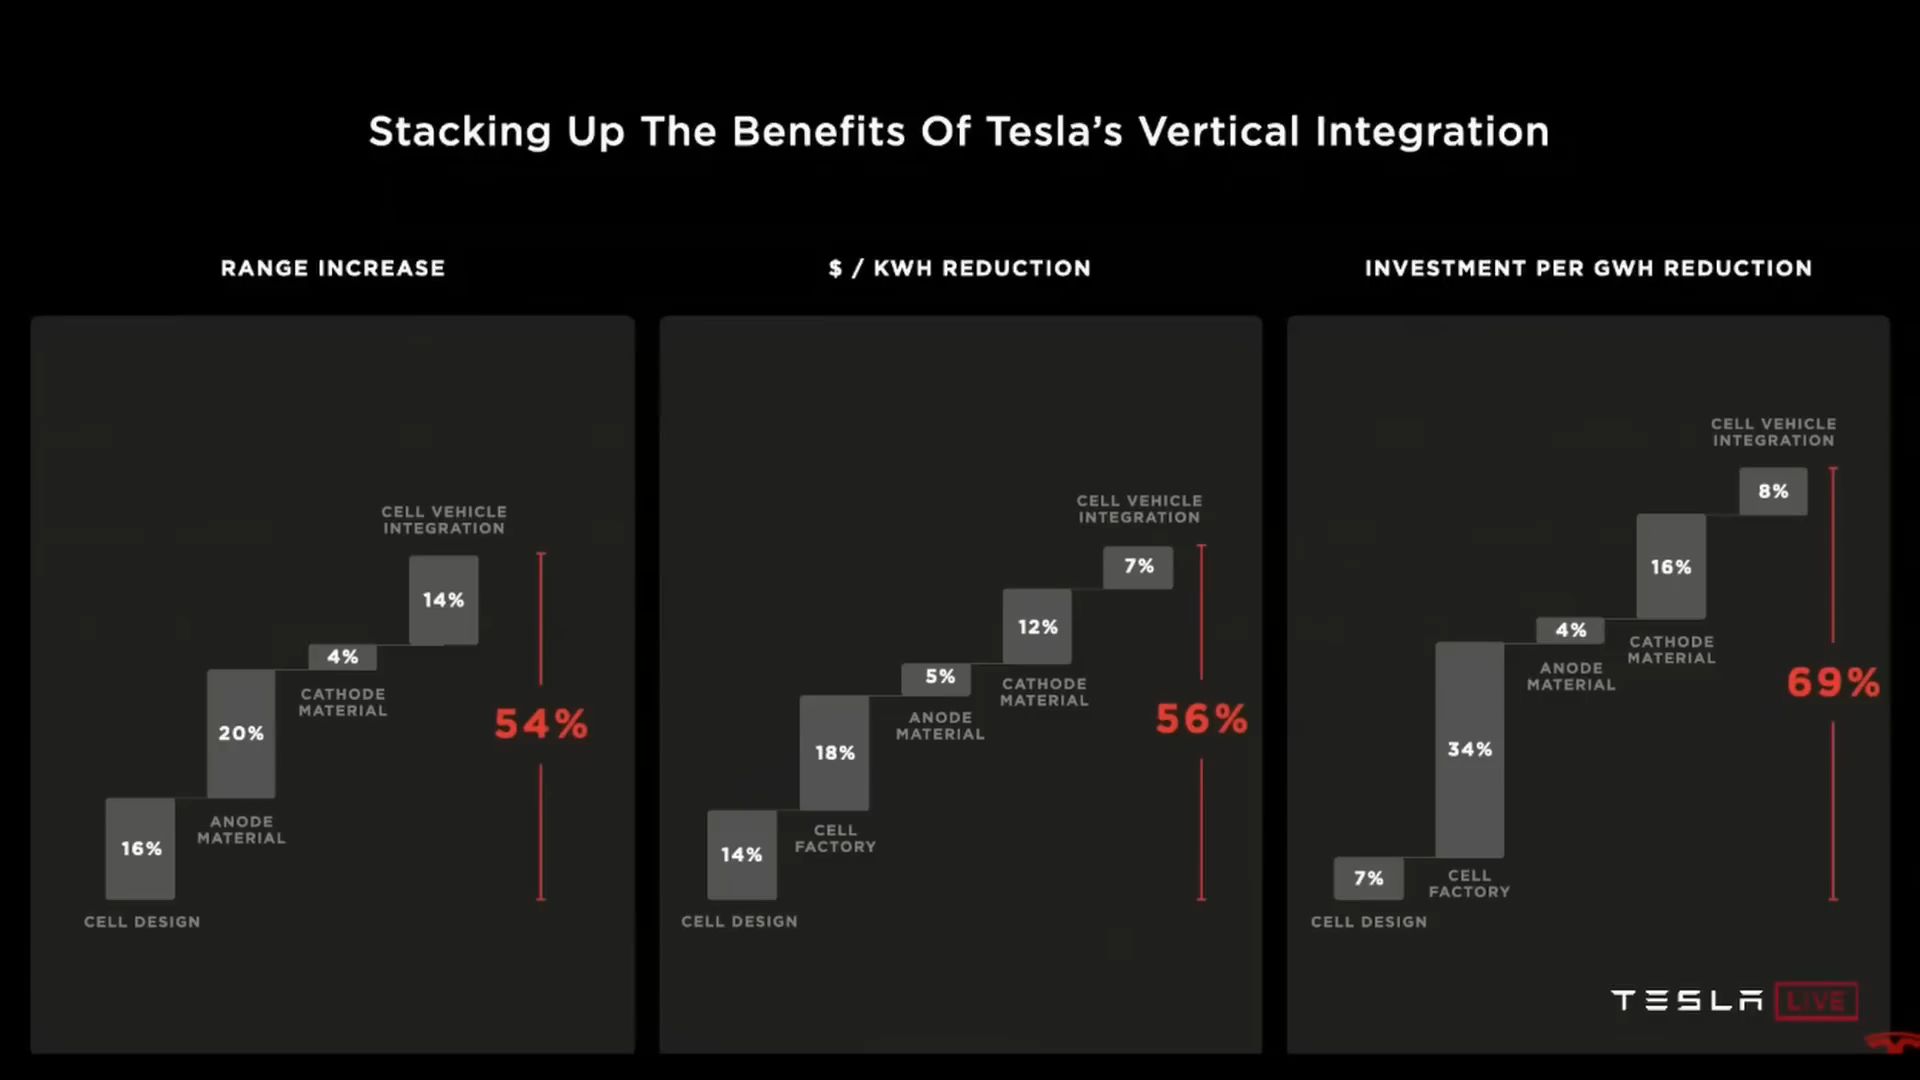 Stacking Up The Benefits Of Tesla's Vertical Integration
RANGE INCREASE
CELL VEHICLE
INTEGRATION
14%
4%
CATHODE
MATERIAL
20%
ANODE
MATERIAL
16%
CELL DESIGN
54%
$ / KWH REDUCTION
CELL VEHICLE
INTEGRATION
7%
12%
CATHODE
MATERIAL
5%
ANODE
MATERIAL
18%
CELL
FACTORY
14%
CELL DESIGN
56%
INVESTMENT PER GWH REDUCTION
CELL VEHICLE
INTEGRATION
8%
16%
CATHODE
MATERIAL
4%
ANODE
MATERIAL
34%
CELL
FACTORY
7%
CELL DESIGN
69%
TESLA LIVE